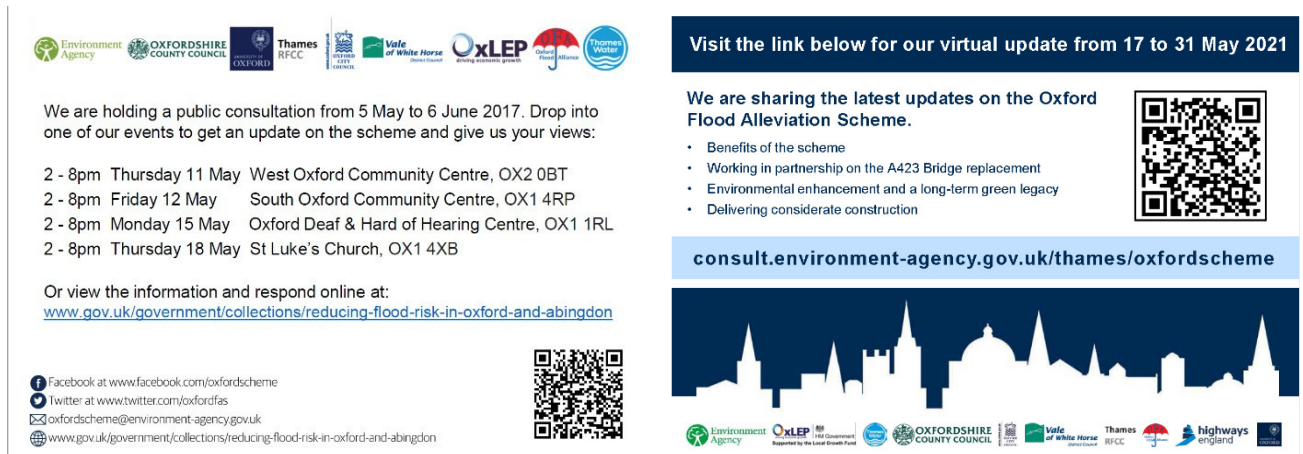 Environment
Agency
OXFORDSHIRE
COUNTY COUNCIL
UNIVERSITY OF
OXFORD
Thames
RFCC
OXFORD
CITY
COUNCIL
Vale
of White Horse
District Council
OxLEP
driving economic growth
OFA
Oxford
Flood Alliance
Thames
Water
We are holding a public consultation from 5 May to 6 June 2017. Drop into
one of our events to get an update on the scheme and give us your views:
2 - 8pm Thursday 11 May West Oxford Community Centre, OX2 0BT
2 - 8pm Friday 12 May South Oxford Community Centre, OX1 4RP
2 - 8pm Monday 15 May Oxford Deaf & Hard of Hearing Centre, OX1 1RL
2 - 8pm Thursday 18 May St Luke's Church, OX1 4XB
Or view the information and respond online at:
www.gov.uk/government/collections/reducing-flood-risk-in-oxford-and-abingdon
Facebook at www.facebook.com/oxfordscheme
Twitter at www.twitter.com/oxfordfas
oxfordscheme@environment-agency.gov.uk
www.gov.uk/government/collections/reducing-flood-risk-in-oxford-and-abingdon
Visit the link below for our virtual update from 17 to 31 May 2021
We are sharing the latest updates on the Oxford
Flood Alleviation Scheme.
• Benefits of the scheme
• Working in partnership on the A423 Bridge replacement
• Environmental enhancement and a long-term green legacy
• Delivering considerate construction
consult.environment-agency.gov.uk/thames/oxfordscheme
Environment
Agency
OxLEP
HM Government
Supported by the Local Growth Fund
Thames
Water
OXFORDSHIRE
COUNTY COUNCIL
Vale
of White Horse
District Council
Thames
RFCC
highways
england